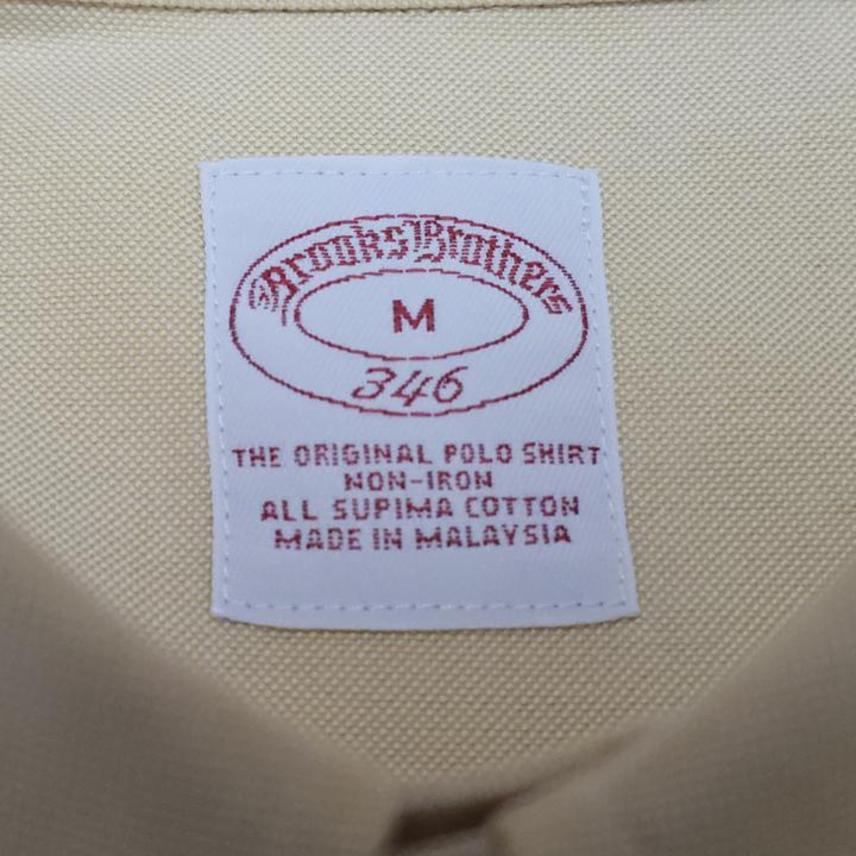 Brooks Brothers
M
346
THE ORIGINAL POLO SHIRT
NON-IRON
ALL SUPIMA COTTON
MADE IN MALAYSIA